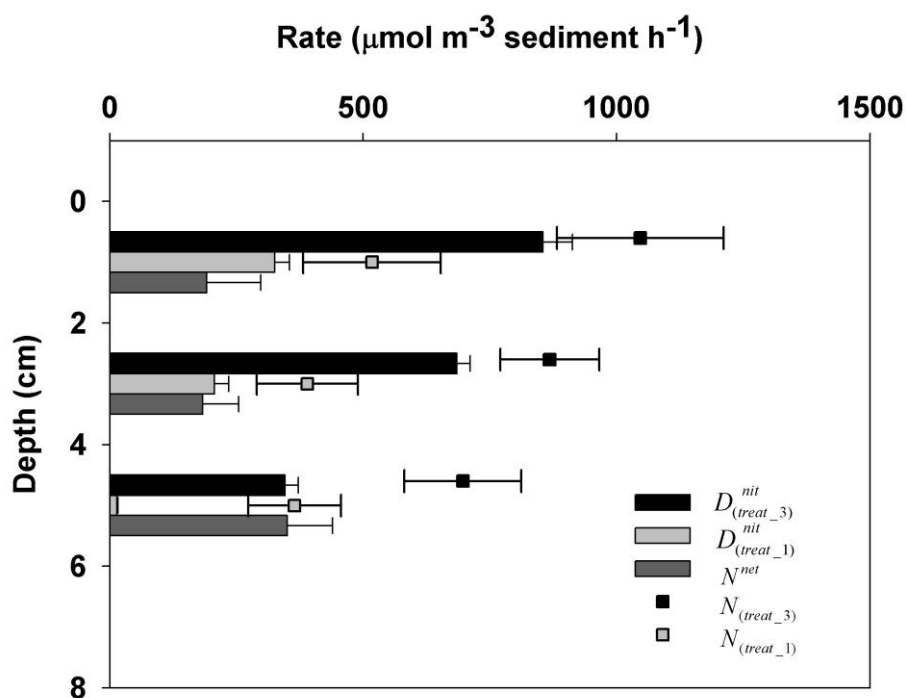 Rate (μmol m⁻³ sediment h⁻¹)
0 500 1000 1500
Depth (cm)
0
2
4
6
8
D(treat_3)^nit
D(treat_1)^nit
N^net
N(treat_3)
N(treat_1)